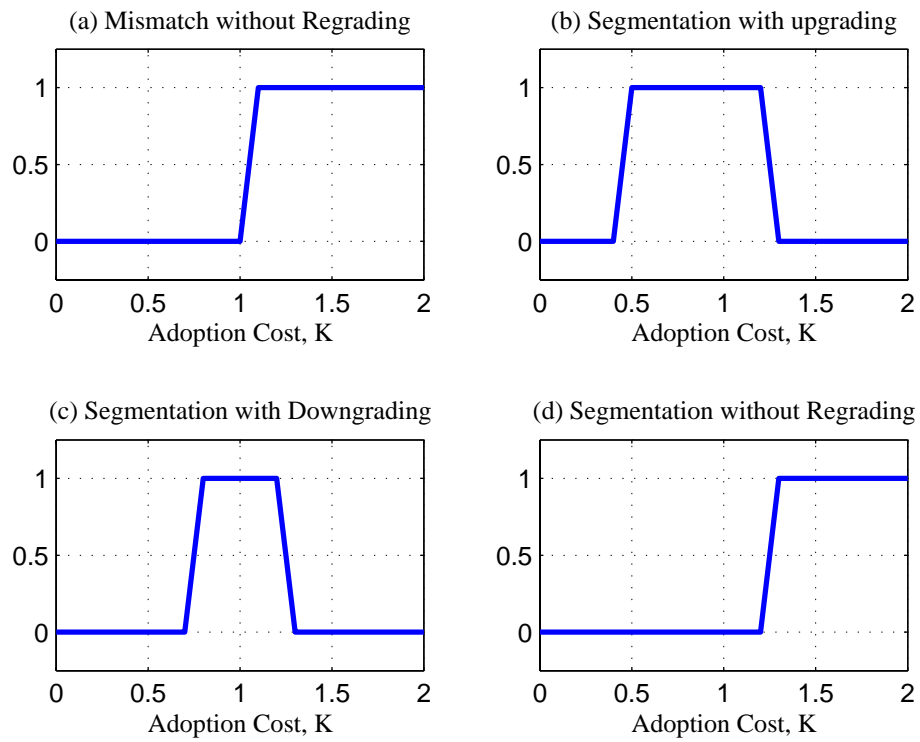 (a) Mismatch without Regrading
1
0.5
0
0 0.5 1 1.5 2
Adoption Cost, K
(b) Segmentation with upgrading
1
0.5
0
0 0.5 1 1.5 2
Adoption Cost, K
(c) Segmentation with Downgrading
1
0.5
0
0 0.5 1 1.5 2
Adoption Cost, K
(d) Segmentation without Regrading
1
0.5
0
0 0.5 1 1.5 2
Adoption Cost, K